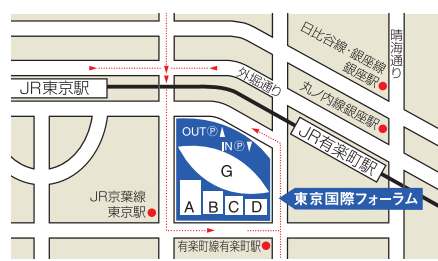 日比谷線・銀座線
銀座駅
晴海通り
外堀通り
丸ノ内線銀座駅
JR東京駅
JR有楽町駅
OUTⓅ
INⓅ
G
A
B
C
D
東京国際フォーラム
JR京葉線
東京駅
有楽町線有楽町駅